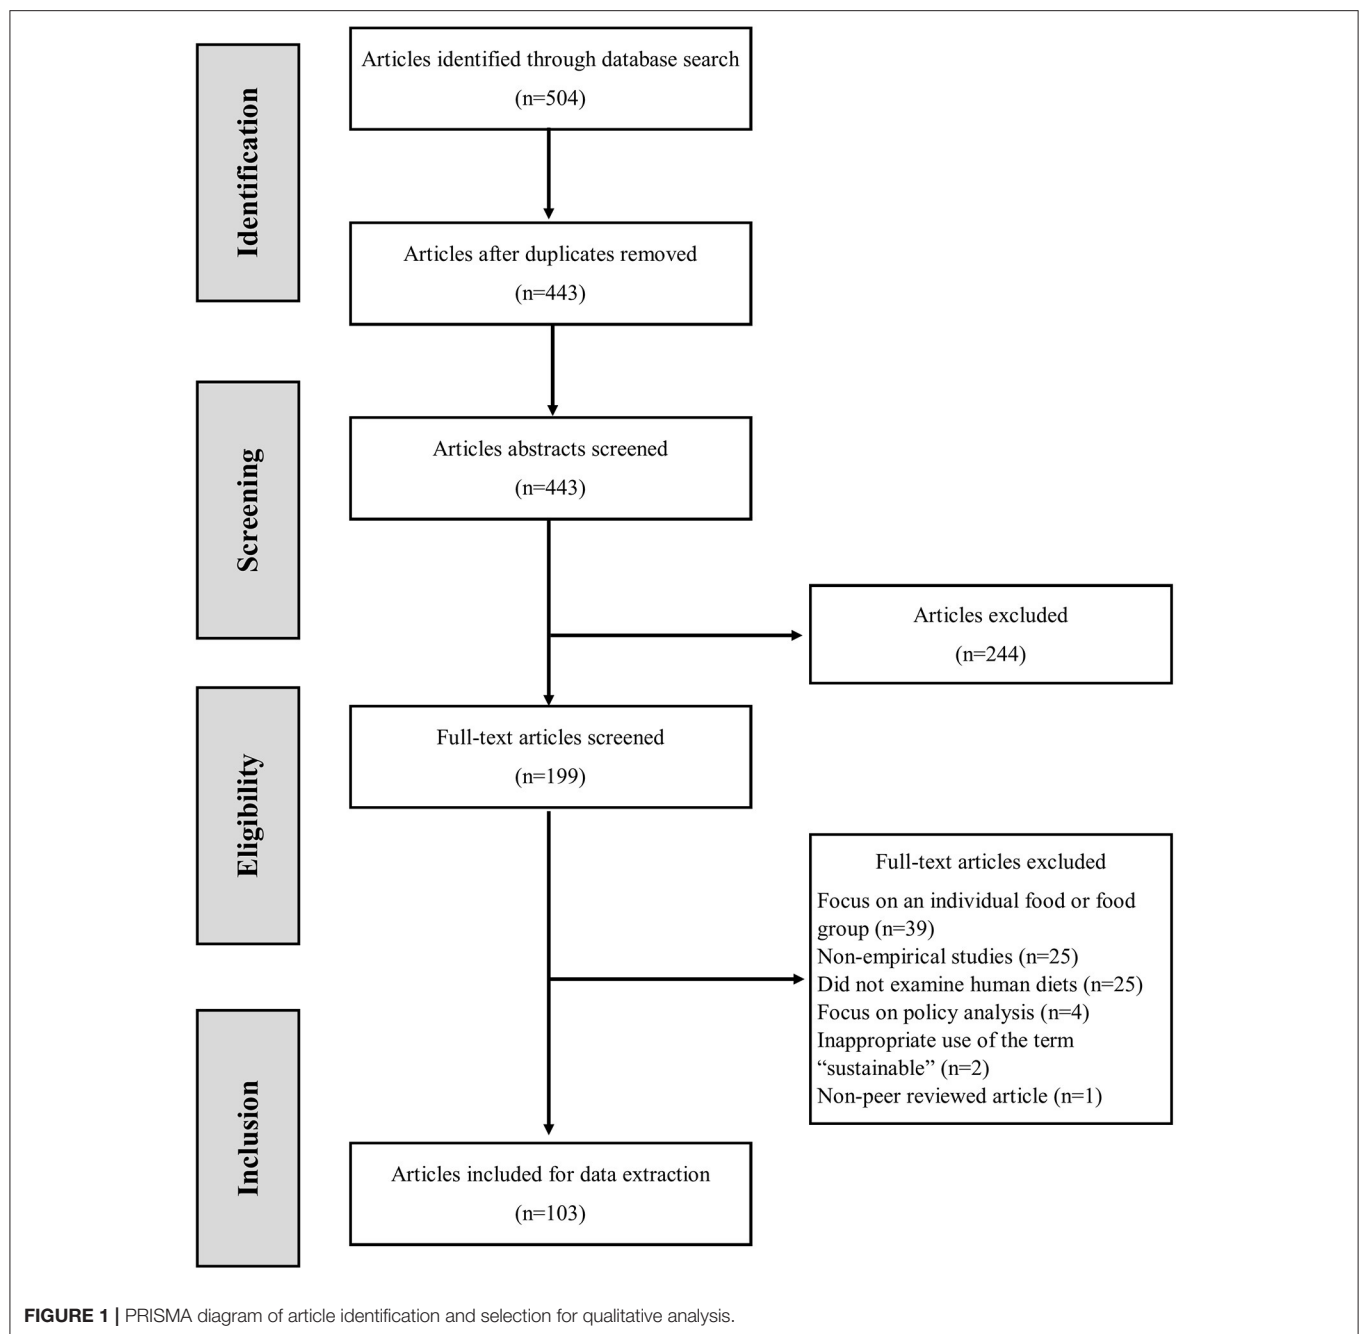 Identification
Articles identified through database search
(n=504)
Articles after duplicates removed
(n=443)
Screening
Articles abstracts screened
(n=443)
Articles excluded
(n=244)
Eligibility
Full-text articles screened
(n=199)
Full-text articles excluded
Focus on an individual food or food
group (n=39)
Non-empirical studies (n=25)
Did not examine human diets (n=25)
Focus on policy analysis (n=4)
Inappropriate use of the term
“sustainable” (n=2)
Non-peer reviewed article (n=1)
Inclusion
Articles included for data extraction
(n=103)
FIGURE 1 | PRISMA diagram of article identification and selection for qualitative analysis.